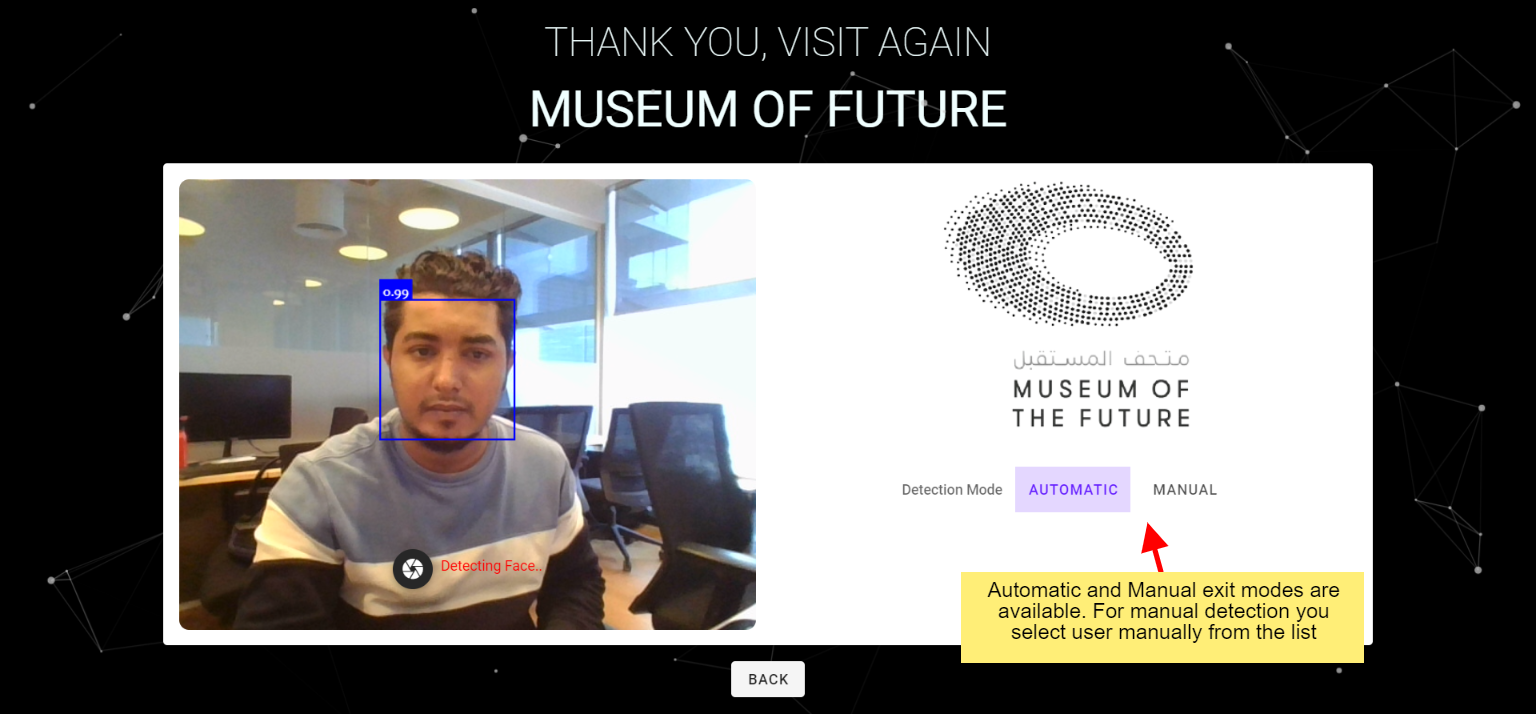 THANK YOU, VISIT AGAIN
MUSEUM OF FUTURE
0.99
Detecting Face..
متحف المستقبل
MUSEUM OF
THE FUTURE
Detection Mode AUTOMATIC MANUAL
Automatic and Manual exit modes are
available. For manual detection you
select user manually from the list
BACK